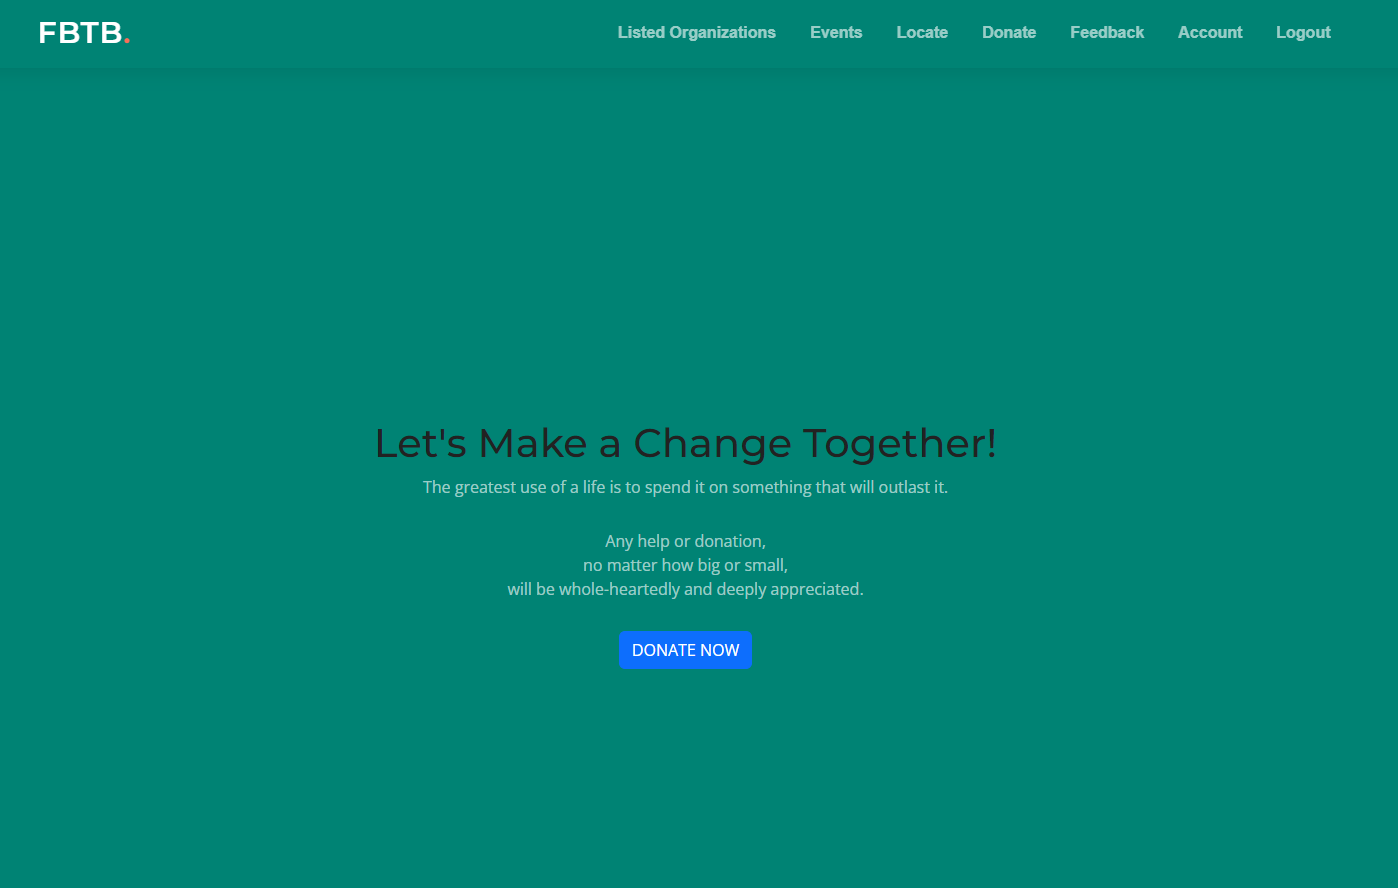 FBTB.
Listed Organizations Events Locate Donate Feedback Account Logout
Let's Make a Change Together!
The greatest use of a life is to spend it on something that will outlast it.
Any help or donation,
no matter how big or small,
will be whole-heartedly and deeply appreciated.
DONATE NOW